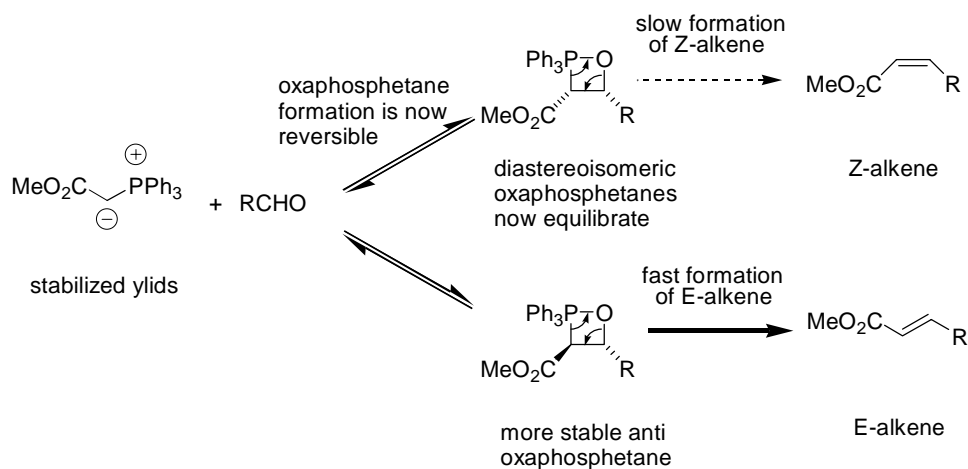 slow formation
of Z-alkene
Ph3P–O
oxaphosphetane
formation is now
reversible
MeO2C
R
MeO2C
R
Z-alkene
diastereoisomeric
oxaphosphetanes
now equilibrate
MeO2C
+
PPh3
−
+ RCHO
stabilized ylids
fast formation
of E-alkene
Ph3P–O
MeO2C
R
MeO2C
R
E-alkene
more stable anti
oxaphosphetane